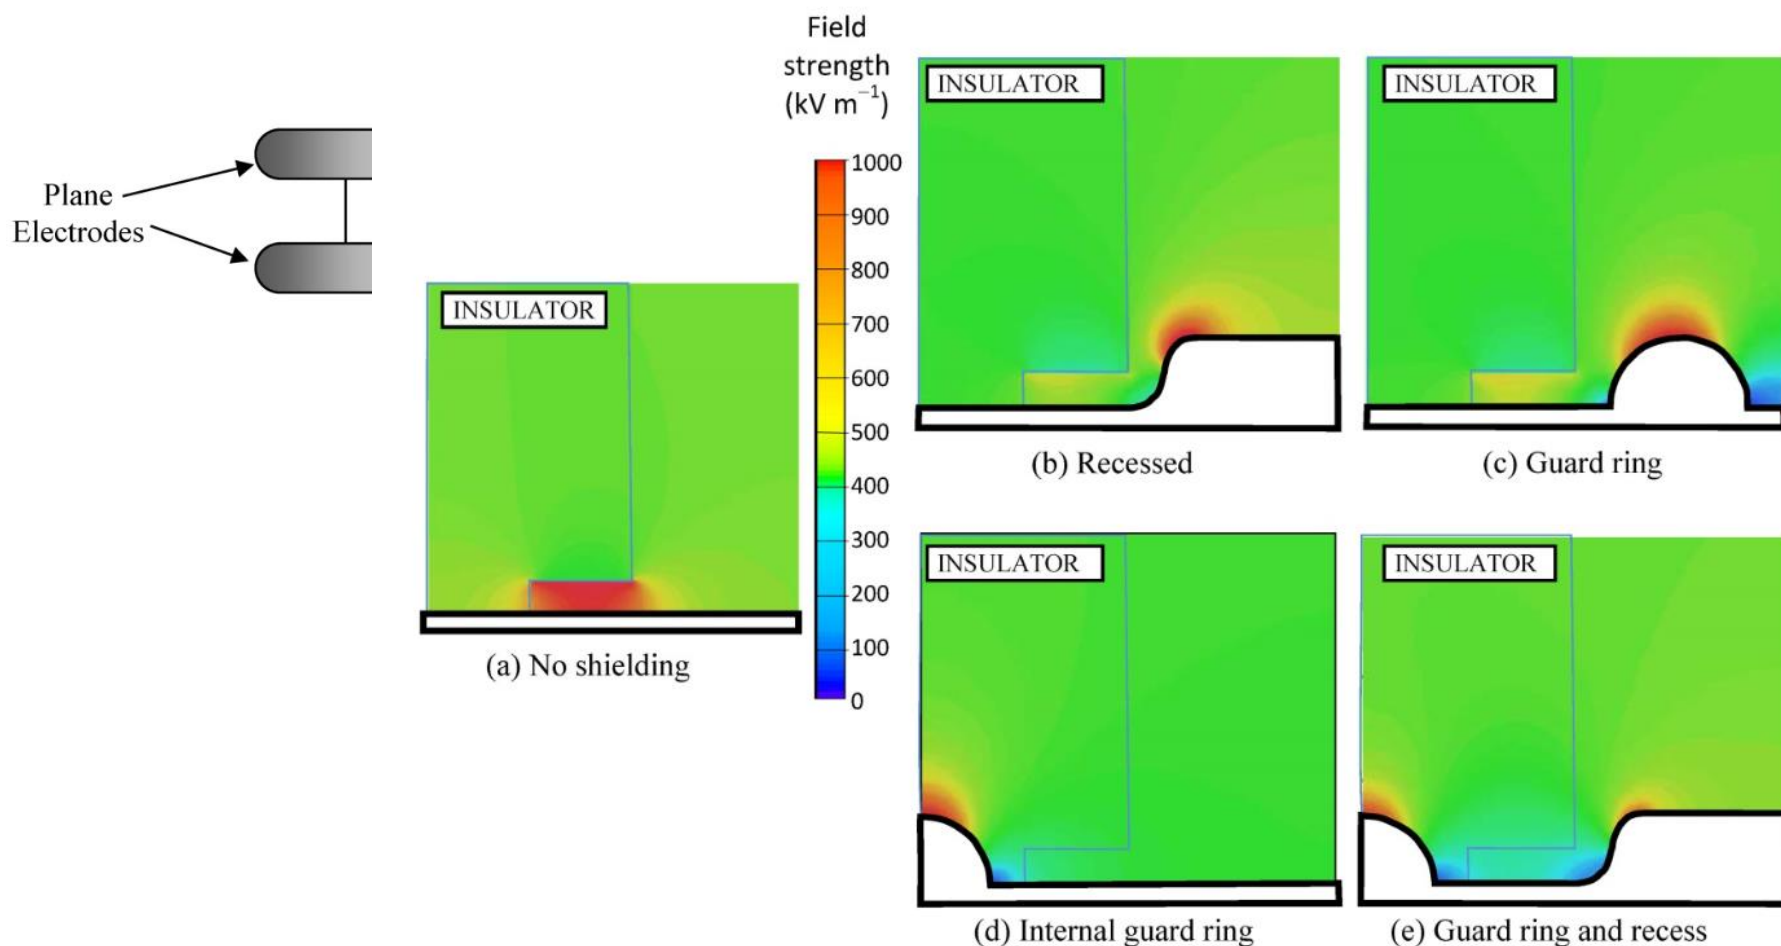 Plane
Electrodes
INSULATOR
(a) No shielding
Field
strength
(kV m⁻¹)
1000
900
800
700
600
500
400
300
200
100
0
INSULATOR
(b) Recessed
INSULATOR
(c) Guard ring
INSULATOR
(d) Internal guard ring
INSULATOR
(e) Guard ring and recess